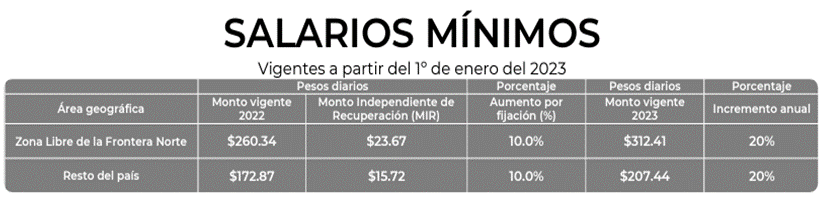 SALARIOS MÍNIMOS
Vigentes a partir del 1º de enero del 2023
Pesos diarios Porcentaje Pesos diarios Porcentaje
Área geográfica Monto vigente 2022 Monto Independiente de Recuperación (MIR) Aumento por fijación (%) Monto vigente 2023 Incremento anual
Zona Libre de la Frontera Norte $260.34 $23.67 10.0% $312.41 20%
Resto del país $172.87 $15.72 10.0% $207.44 20%